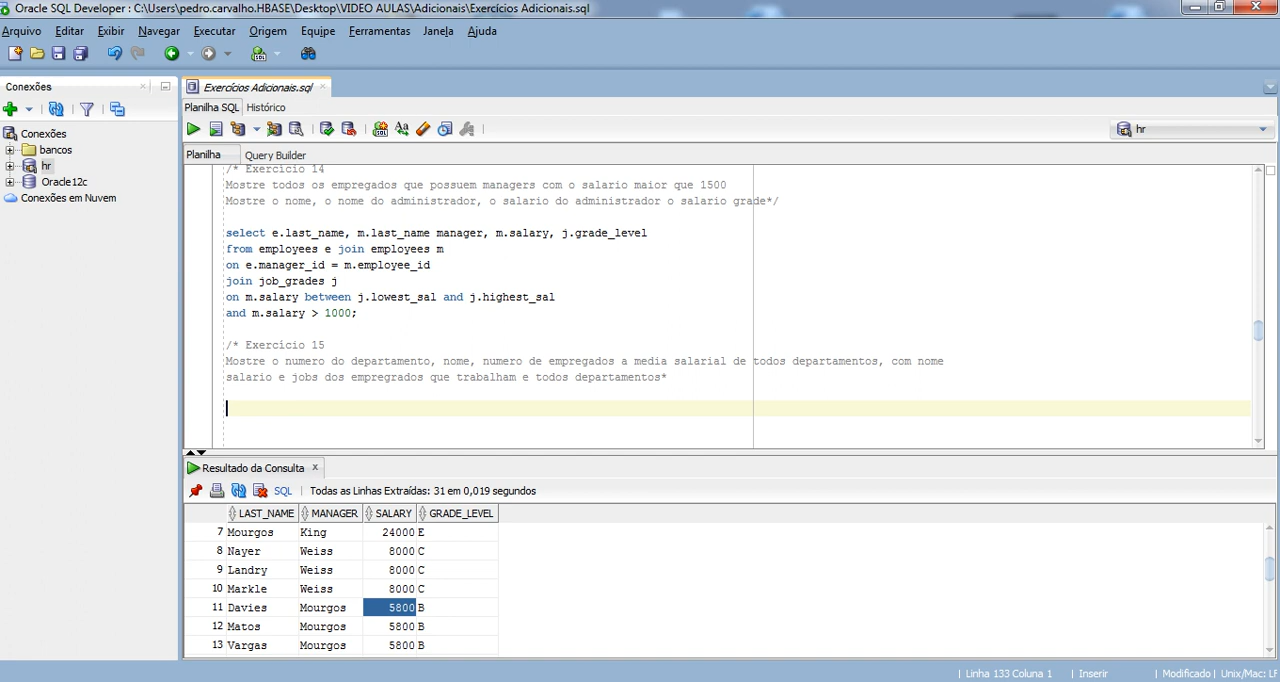 Oracle SQL Developer : C:\Users\pedro.carvalho.HBASE\Desktop\VIDEO AULAS\Adicionais\Exercícios Adicionais.sql
Arquivo Editar Exibir Navegar Executar Origem Equipe Ferramentas Janela Ajuda
Conexões
Exercícios Adicionais.sql
Planilha SQL Histórico
hr
Planilha Query Builder
Conexões
bancos
hr
Oracle12c
Conexões em Nuvem
/* Exercicio 14
Mostre todos os empregados que possuem managers com o salario maior que 1500
Mostre o nome, o nome do administrador, o salario do administrador o salario grade*/
select e.last_name, m.last_name manager, m.salary, j.grade_level
from employees e join employees m
on e.manager_id = m.employee_id
join job_grades j
on m.salary between j.lowest_sal and j.highest_sal
and m.salary > 1000;
/* Exercicio 15
Mostre o numero do departamento, nome, numero de empregados a media salarial de todos departamentos, com nome
salario e jobs dos empregrados que trabalham e todos departamentos*
Resultado da Consulta
SQL | Todas as Linhas Extraídas: 31 em 0,019 segundos
LAST_NAME MANAGER SALARY GRADE_LEVEL
7 Mourgos King 24000 E
8 Nayer Weiss 8000 C
9 Landry Weiss 8000 C
10 Markle Weiss 8000 C
11 Davies Mourgos 5800 B
12 Matos Mourgos 5800 B
13 Vargas Mourgos 5800 B
| Linha 133 Coluna 1 | Inserir | Modificado | Unix/Mac: LF